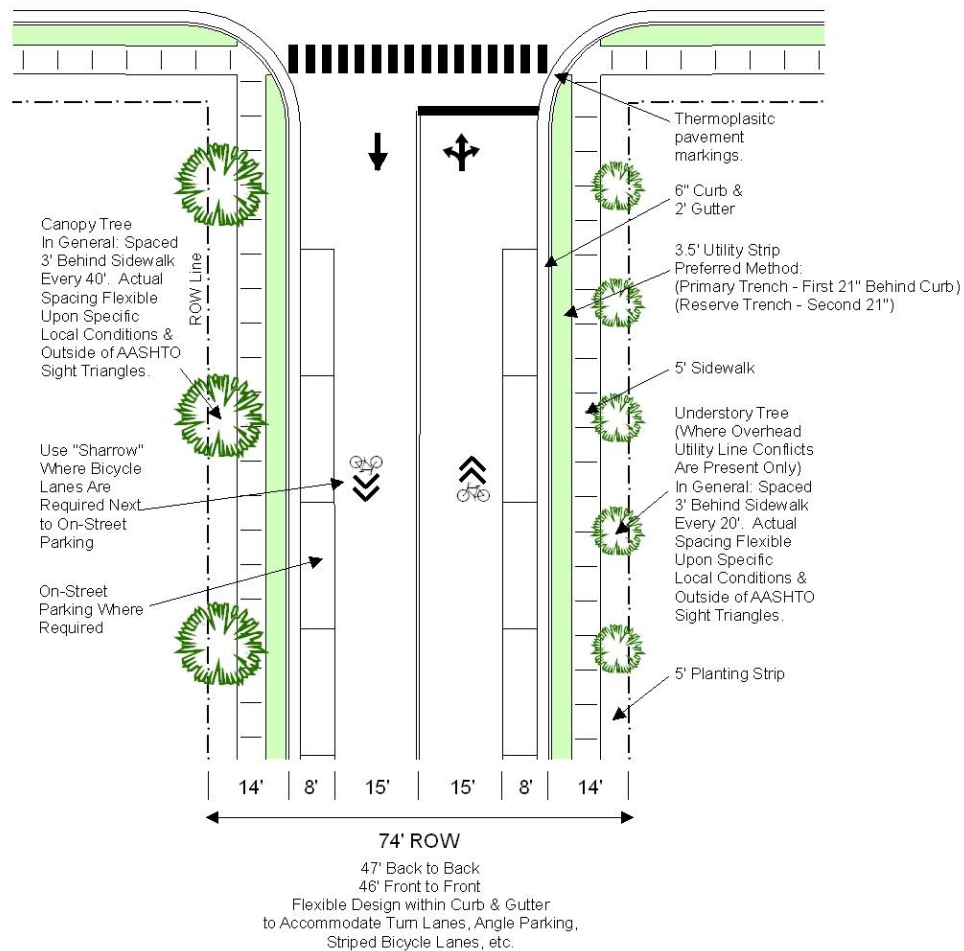 Canopy Tree
In General: Spaced
3' Behind Sidewalk
Every 40'. Actual
Spacing Flexible
Upon Specific
Local Conditions &
Outside of AASHTO
Sight Triangles.
ROW Line
Use "Sharrow"
Where Bicycle
Lanes Are
Required Next
to On-Street
Parking
On-Street
Parking Where
Required
Thermoplasitc
pavement
markings.
6" Curb &
2' Gutter
3.5' Utility Strip
Preferred Method:
(Primary Trench - First 21" Behind Curb)
(Reserve Trench - Second 21")
5' Sidewalk
Understory Tree
(Where Overhead
Utility Line Conflicts
Are Present Only)
In General: Spaced
3' Behind Sidewalk
Every 20'. Actual
Spacing Flexible
Upon Specific
Local Conditions &
Outside of AASHTO
Sight Triangles.
5' Planting Strip
14' 8' 15' 15' 8' 14'
74' ROW
47' Back to Back
46' Front to Front
Flexible Design within Curb & Gutter
to Accommodate Turn Lanes, Angle Parking,
Striped Bicycle Lanes, etc.